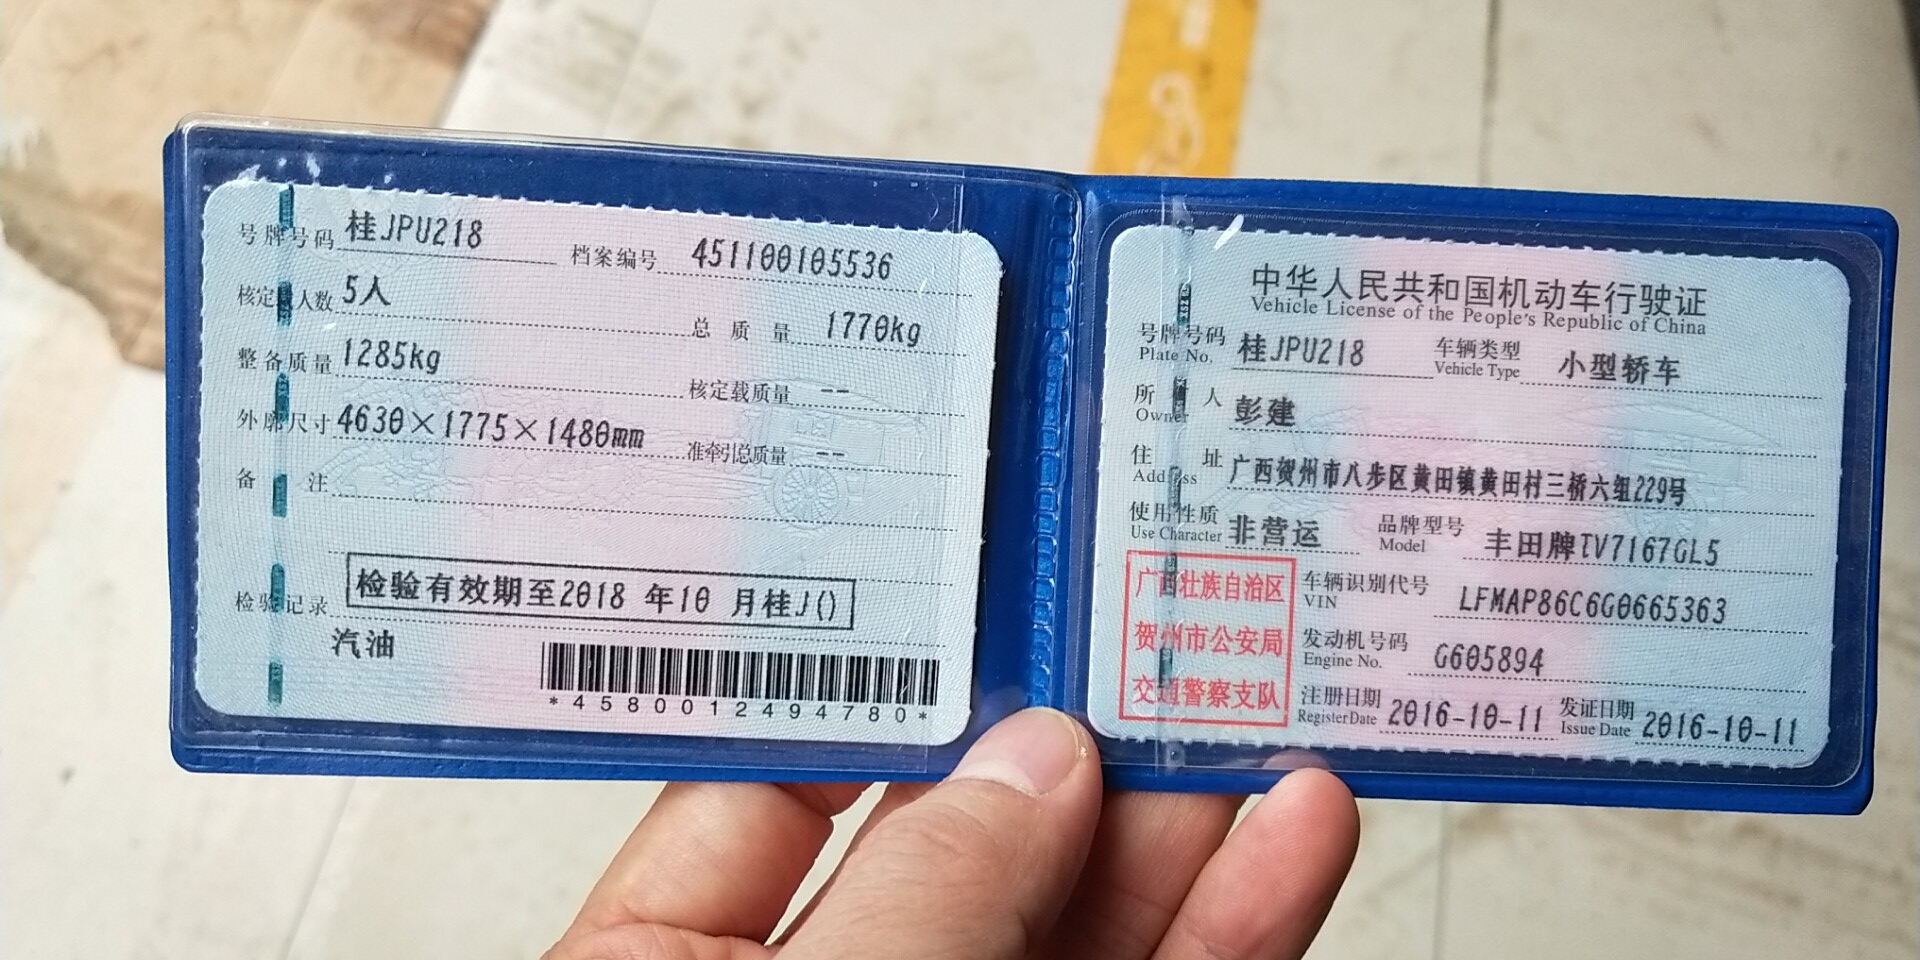 号牌号码 桂JPU218 档案编号 451100105536
核定 人数 5人 总质量 1770kg
整备质量 1285kg 核定载质量 --
外廓尺寸 4630×1775×1480mm 准牵引总质量 --
备注
检验记录 检验有效期至2018 年10 月桂J()
汽油
*4580012494780*
中华人民共和国机动车行驶证
Vehicle License of the People's Republic of China
号牌号码 桂JPU218 车辆类型 小型轿车
Plate No. Vehicle Type
所 人 彭建
Owner
住址 广西贺州市八步区黄田镇黄田村三桥六组229号
Address
使用性质 非营运 品牌型号 丰田牌TV7167GL5
Use Character Model
广西壮族自治区
贺州市公安局
交通警察支队
车辆识别代号 LFMAP86C6G0665363
VIN
发动机号码 G605894
Engine No.
注册日期 2016-10-11 发证日期 2016-10-11
Register Date Issue Date